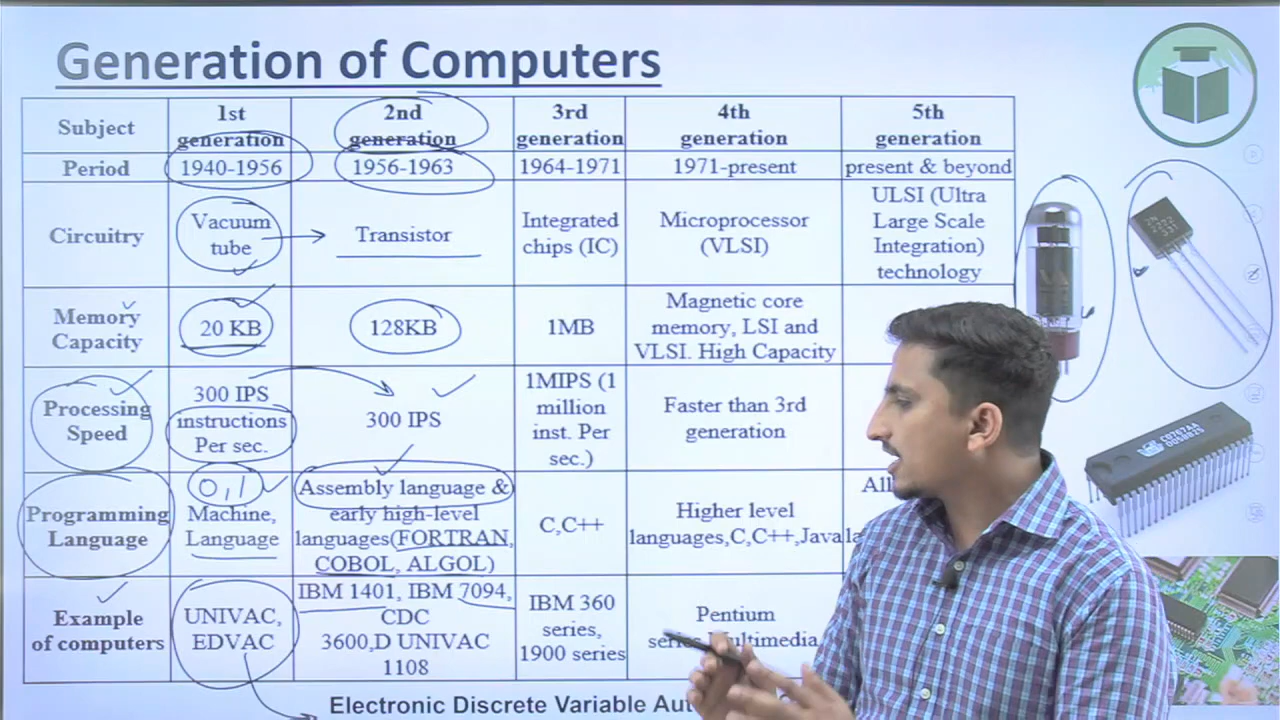 Generation of Computers
Subject
1st generation
2nd generation
3rd generation
4th generation
5th generation
Period
1940-1956
1956-1963
1964-1971
1971-present
present & beyond
Circuitry
Vacuum
tube
Transistor
Integrated
chips (IC)
Microprocessor
(VLSI)
ULSI (Ultra
Large Scale
Integration)
technology
Memory
Capacity
20 KB
128KB
1MB
Magnetic core
memory, LSI and
VLSI. High Capacity
Processing
Speed
300 IPS
instructions
Per sec.
300 IPS
1MIPS (1
million
inst. Per
sec.)
Faster than 3rd
generation
Programming
Language
0,1
Machine,
Language
Assembly language &
early high-level
languages(FORTRAN,
COBOL, ALGOL)
C,C++
Higher level
languages,C,C++,Java
All
la
Example
of computers
UNIVAC,
EDVAC
IBM 1401, IBM 7094,
CDC
3600,D UNIVAC
1108
IBM 360
series,
1900 series
Pentium
series,Multimedia
Electronic Discrete Variable Aut